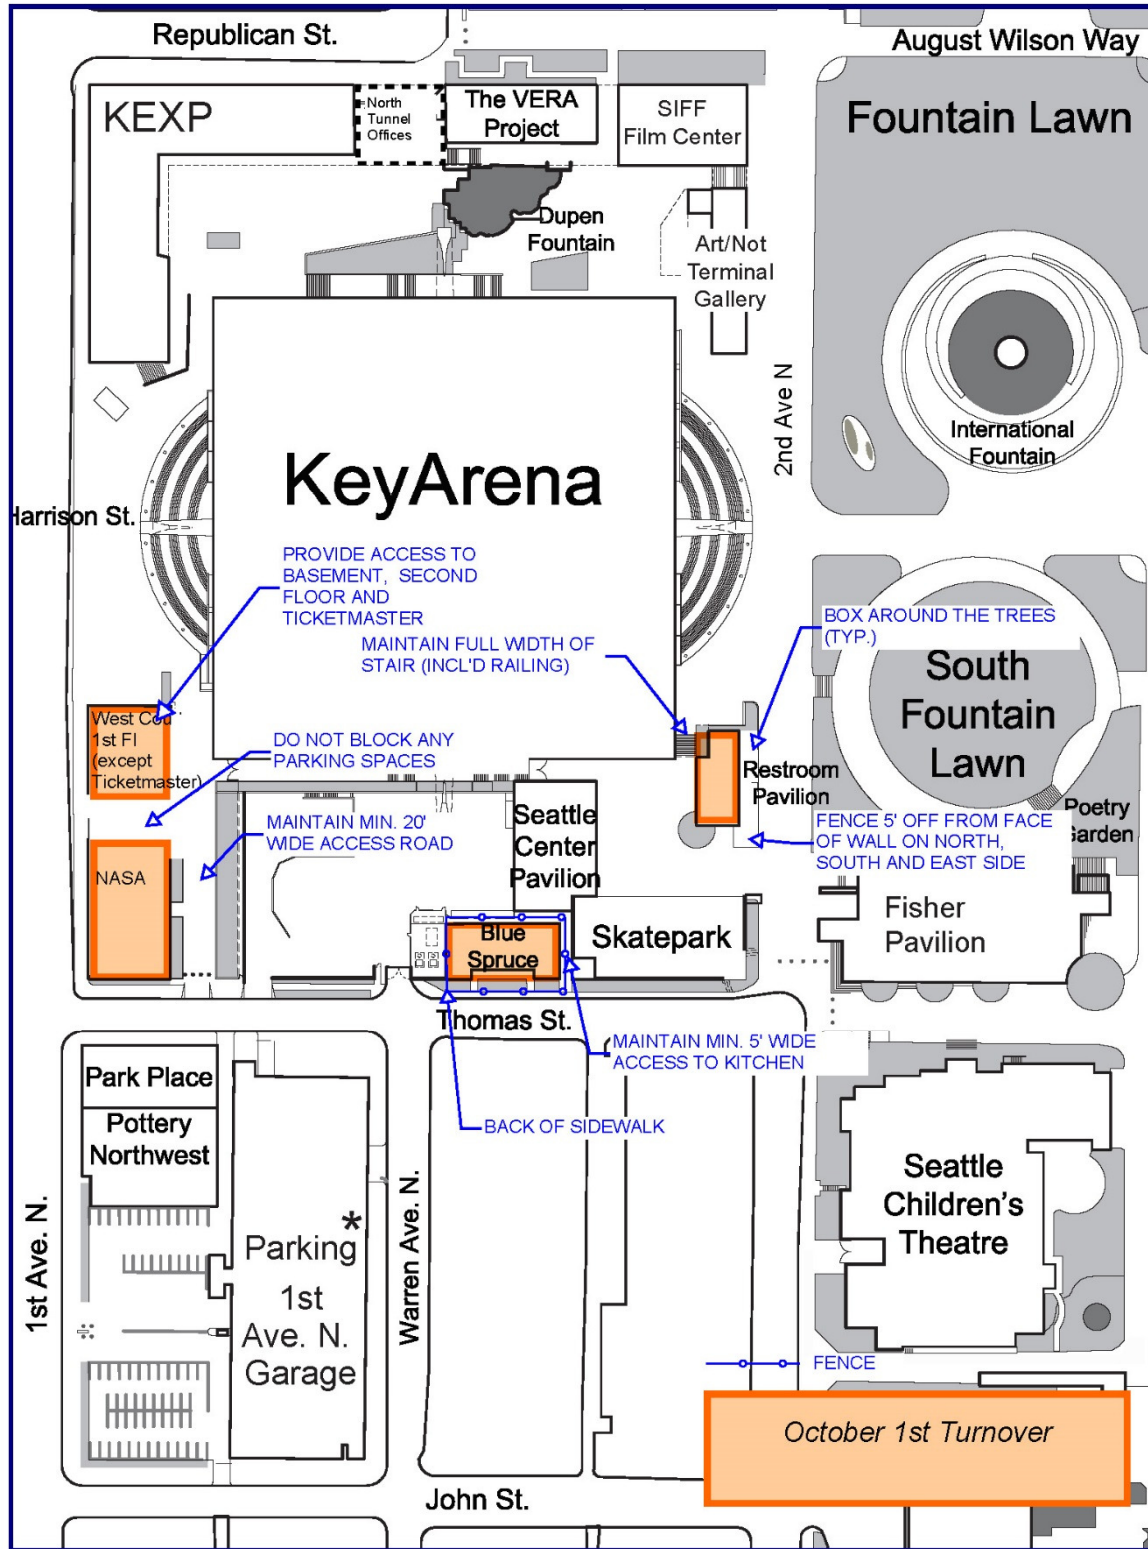 Republican St.
August Wilson Way
KEXP
North
Tunnel
Offices
The VERA
Project
SIFF
Film Center
Fountain Lawn
Dupen
Fountain
Art/Not
Terminal
Gallery
2nd Ave N
International
Fountain
KeyArena
Harrison St.
PROVIDE ACCESS TO
BASEMENT, SECOND
FLOOR AND
TICKETMASTER
MAINTAIN FULL WIDTH OF
STAIR (INCL'D RAILING)
BOX AROUND THE TREES
(TYP.)
South
Fountain
Lawn
West Cou
1st Fl
(except
Ticketmaster)
DO NOT BLOCK ANY
PARKING SPACES
Restroom
Pavilion
Poetry
Garden
MAINTAIN MIN. 20'
WIDE ACCESS ROAD
Seattle
Center
Pavilion
FENCE 5' OFF FROM FACE
OF WALL ON NORTH,
SOUTH AND EAST SIDE
NASA
Blue
Spruce
Skatepark
Fisher
Pavilion
Thomas St.
MAINTAIN MIN. 5' WIDE
ACCESS TO KITCHEN
Park Place
Pottery
Northwest
BACK OF SIDEWALK
Seattle
Children's
Theatre
1st Ave. N.
Parking *
1st
Ave. N.
Garage
Warren Ave. N.
FENCE
October 1st Turnover
John St.